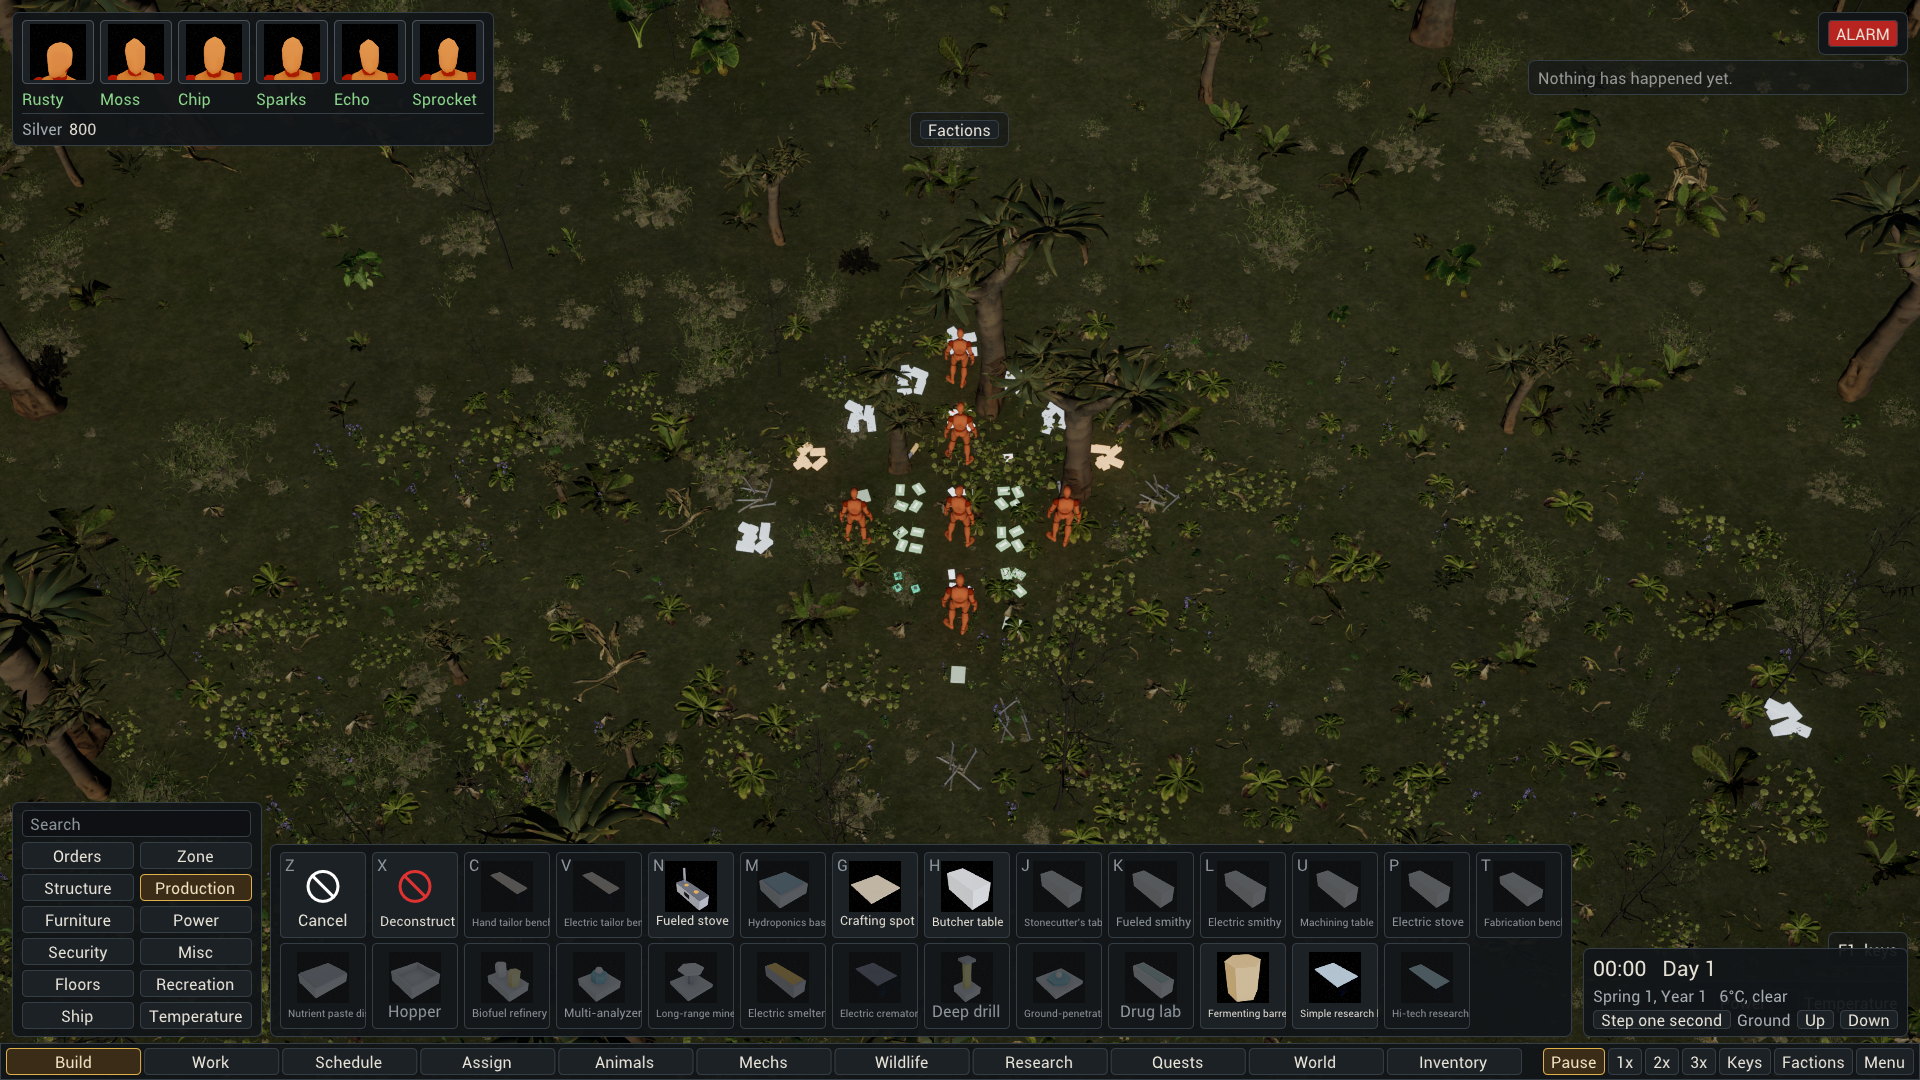 Rusty Moss Chip Sparks Echo Sprocket
Silver 800
ALARM
Nothing has happened yet.
Factions
Search
Orders Zone
Structure Production
Furniture Power
Security Misc
Floors Recreation
Ship Temperature
Z X C V N M G H J K L U P T
Cancel Deconstruct Hand tailor bench Electric tailor ber Fueled stove Hydroponics bas Crafting spot Butcher table Stonecutter's tab Fueled smithy Electric smithy Machining table Electric stove Fabrication benc
Nutrient paste di Hopper Biofuel refinery Multi-analyzer Long-range mine Electric smelter Electric cremator Deep drill Ground-penetrat Drug lab Fermenting barre Simple research Hi-tech research
00:00 Day 1
Spring 1, Year 1 6°C, clear
Step one second Ground Up Down
Build Work Schedule Assign Animals Mechs Wildlife Research Quests World Inventory Pause 1x 2x 3x Keys Factions Menu